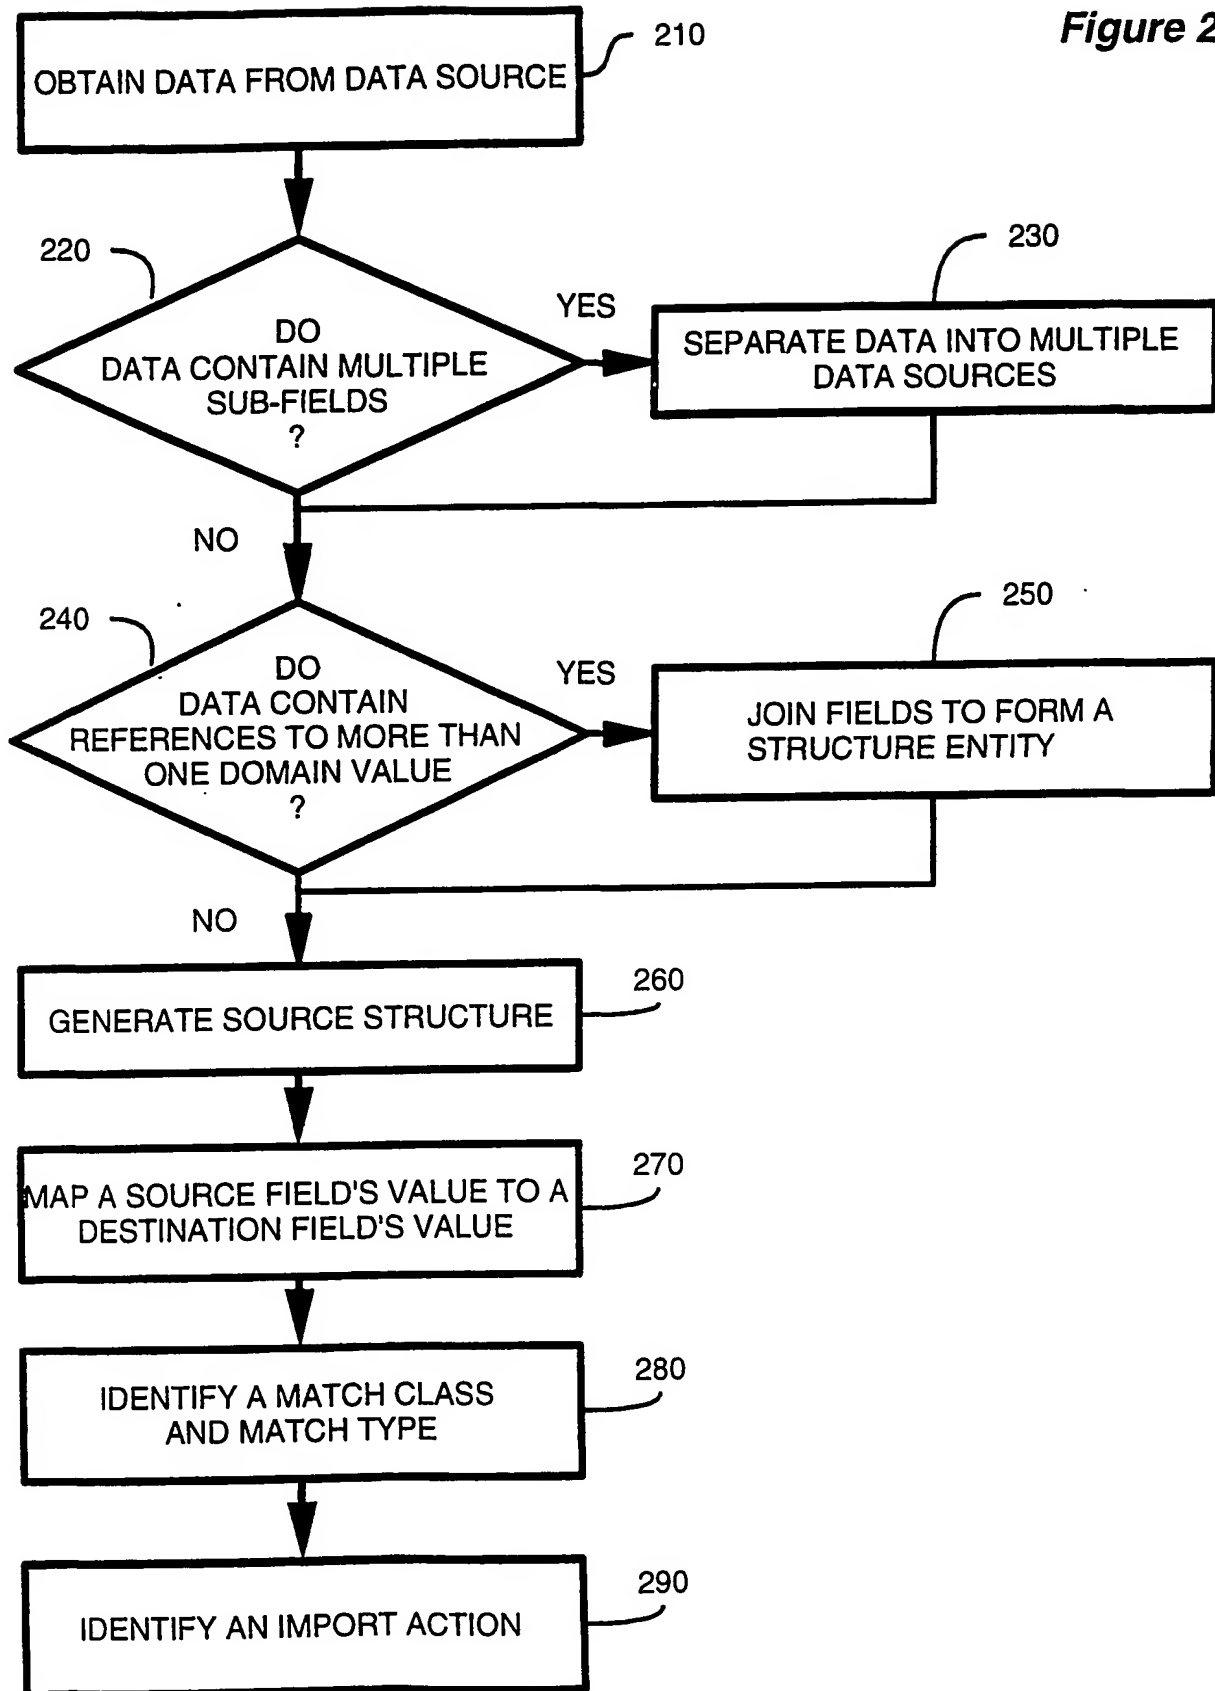 Figure 2
210
OBTAIN DATA FROM DATA SOURCE
220
DO
DATA CONTAIN MULTIPLE
SUB-FIELDS
?
YES
230
SEPARATE DATA INTO MULTIPLE
DATA SOURCES
NO
240
DO
DATA CONTAIN
REFERENCES TO MORE THAN
ONE DOMAIN VALUE
?
YES
250
JOIN FIELDS TO FORM A
STRUCTURE ENTITY
NO
260
GENERATE SOURCE STRUCTURE
270
MAP A SOURCE FIELD'S VALUE TO A
DESTINATION FIELD'S VALUE
280
IDENTIFY A MATCH CLASS
AND MATCH TYPE
290
IDENTIFY AN IMPORT ACTION